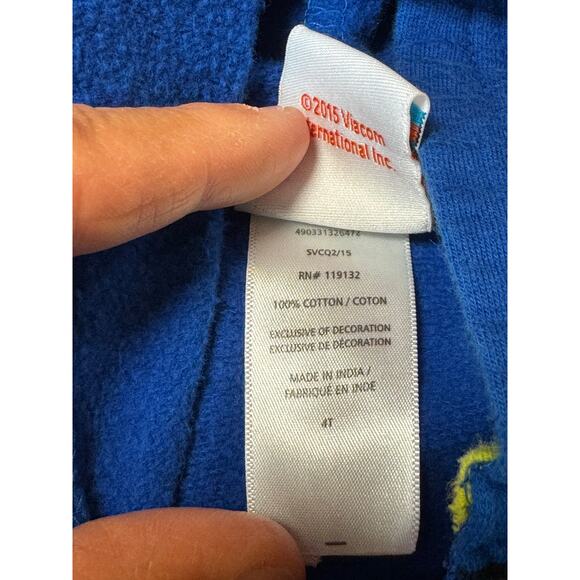 ©2015 Viacom
International Inc.
490331326472
SVCQ2/15
RN# 119132
100% COTTON / COTON
EXCLUSIVE OF DECORATION
EXCLUSIVE DE DÉCORATION
MADE IN INDIA /
FABRIQUÉ EN INDE
4T